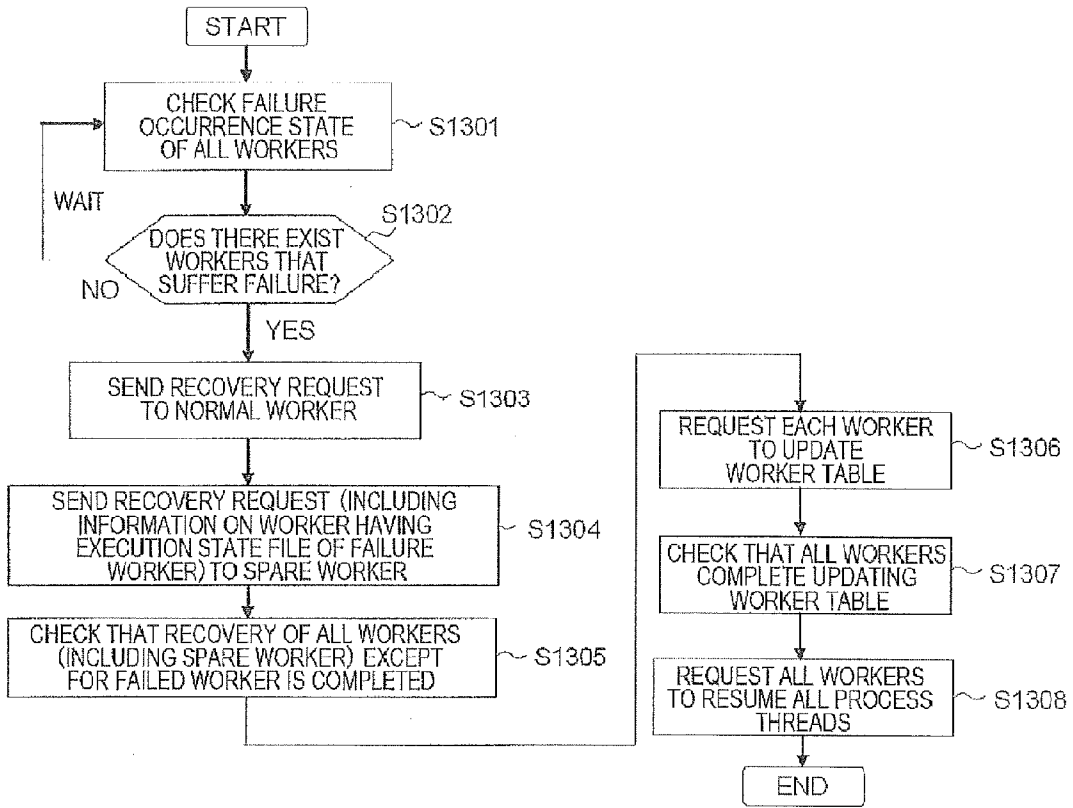 START
CHECK FAILURE
OCCURRENCE STATE
OF ALL WORKERS
S1301
WAIT
S1302
DOES THERE EXIST
WORKERS THAT
SUFFER FAILURE?
NO
YES
SEND RECOVERY REQUEST
TO NORMAL WORKER
S1303
SEND RECOVERY REQUEST (INCLUDING
INFORMATION ON WORKER HAVING
EXECUTION STATE FILE OF FAILURE
WORKER) TO SPARE WORKER
S1304
CHECK THAT RECOVERY OF ALL WORKERS
(INCLUDING SPARE WORKER) EXCEPT
FOR FAILED WORKER IS COMPLETED
S1305
REQUEST EACH WORKER
TO UPDATE
WORKER TABLE
S1306
CHECK THAT ALL WORKERS
COMPLETE UPDATING
WORKER TABLE
S1307
REQUEST ALL WORKERS
TO RESUME ALL PROCESS
THREADS
S1308
END